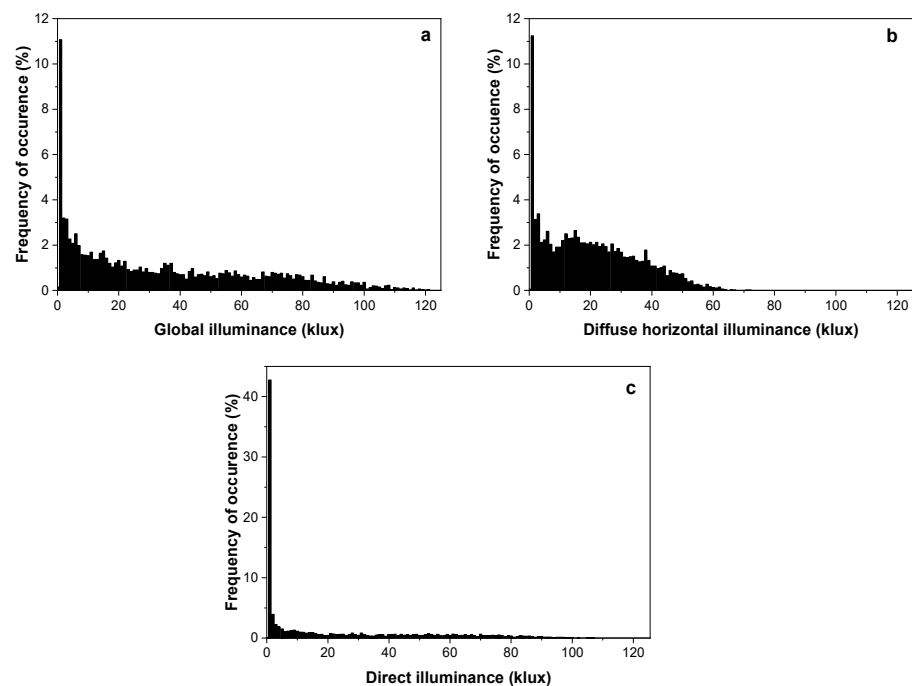 a
Frequency of occurence (%)
12
10
8
6
4
2
0
0 20 40 60 80 100 120
Global illuminance (klux)
b
Frequency of occuence (%)
12
10
8
6
4
2
0
0 20 40 60 80 100 120
Diffuse horizontal illuminance (klux)
c
Frequency of occurence (%)
40
30
20
10
0
0 20 40 60 80 100 120
Direct illuminance (klux)